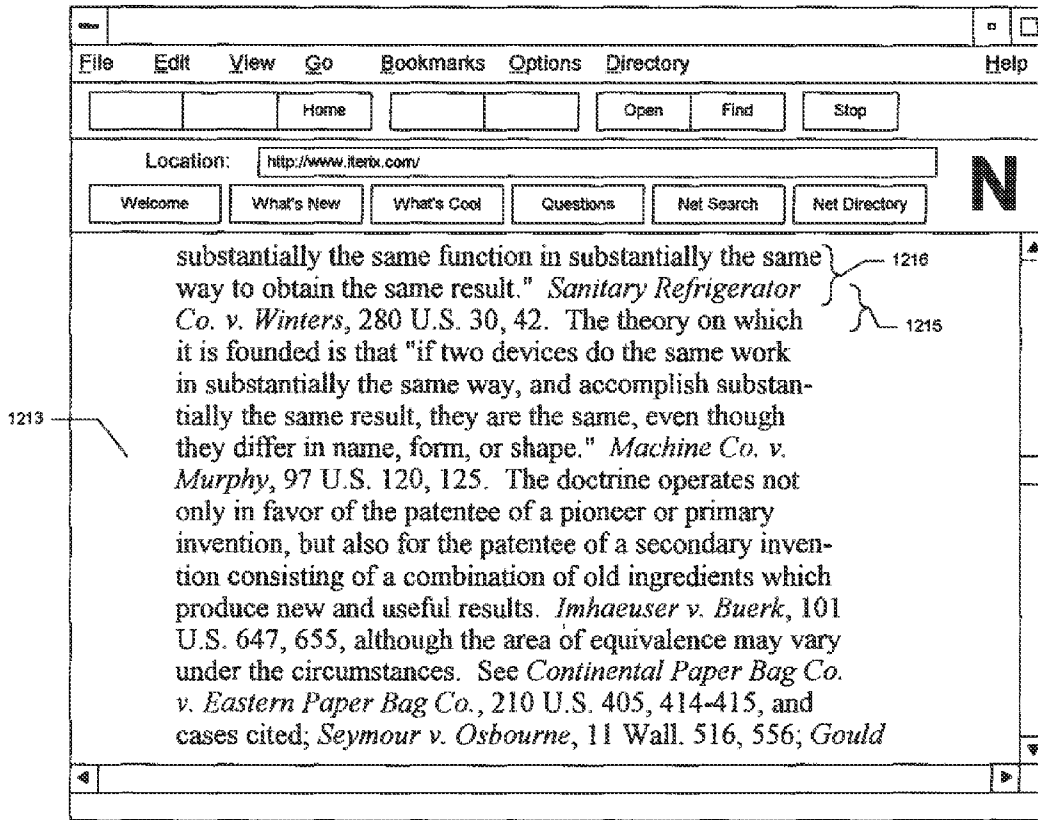 File Edit View Go Bookmarks Options Directory Help
Home Open Find Stop
Location: http://www.iterix.com/
N
Welcome What's New What's Cool Questions Net Search Net Directory
substantially the same function in substantially the same
1216
way to obtain the same result." Sanitary Refrigerator
Co. v. Winters, 280 U.S. 30, 42. The theory on which
1215
it is founded is that "if two devices do the same work
in substantially the same way, and accomplish substan-
tially the same result, they are the same, even though
1213
they differ in name, form, or shape." Machine Co. v.
Murphy, 97 U.S. 120, 125. The doctrine operates not
only in favor of the patentee of a pioneer or primary
invention, but also for the patentee of a secondary inven-
tion consisting of a combination of old ingredients which
produce new and useful results. Imhaeuser v. Buerk, 101
U.S. 647, 655, although the area of equivalence may vary
under the circumstances. See Continental Paper Bag Co.
v. Eastern Paper Bag Co., 210 U.S. 405, 414-415, and
cases cited; Seymour v. Osbourne, 11 Wall. 516, 556; Gould